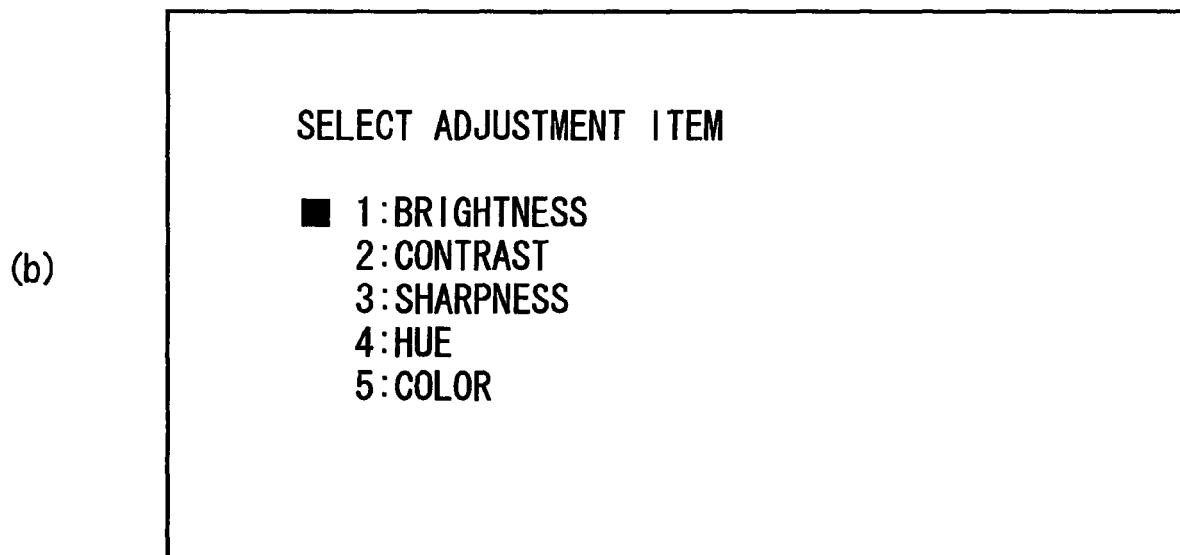 SELECT ADJUSTMENT ITEM
■ 1:BRIGHTNESS
2:CONTRAST
3:SHARPNESS
4:HUE
5:COLOR
(b)